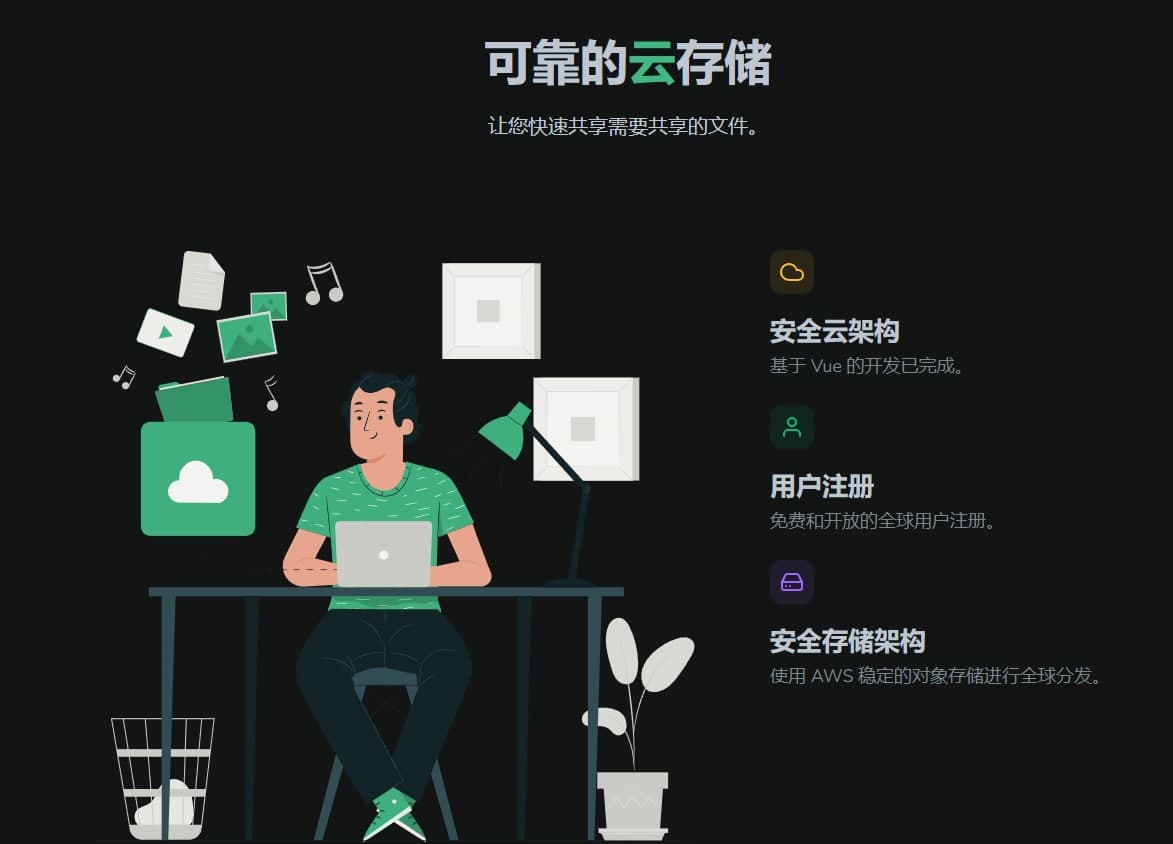 可靠的云存储
让您快速共享需要共享的文件。
安全云架构
基于 Vue 的开发已完成。
用户注册
免费和开放的全球用户注册。
安全存储架构
使用 AWS 稳定的对象存储进行全球分发。